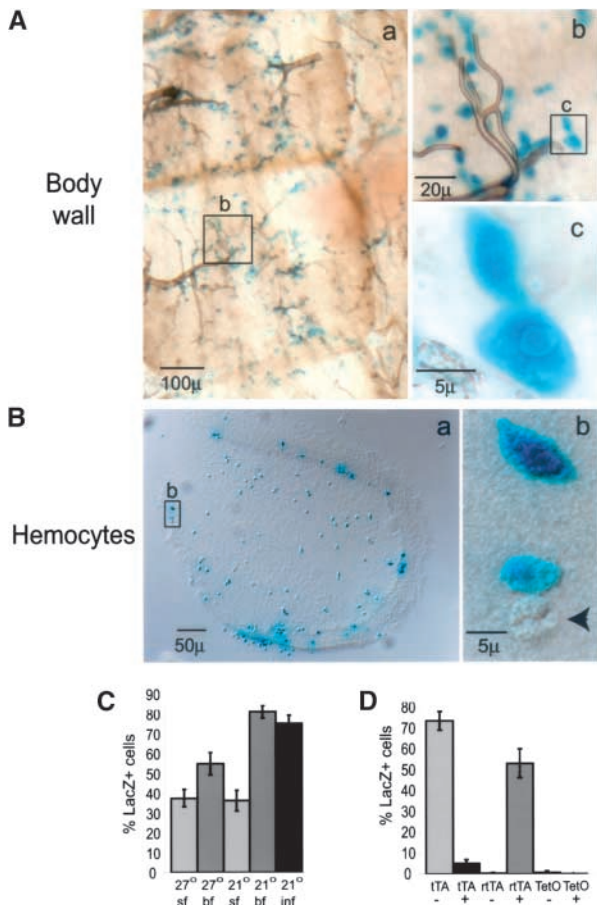 A
Body
wall
a
b
100μ
b
c
20μ
c
5μ
B
Hemocytes
a
b
50μ
b
5μ
C
% LacZ+ cells
90
80
70
60
50
40
30
20
10
0
27° 27° 21° 21° 21°
sf bf sf bf inf
D
% LacZ+ cells
80
70
60
50
40
30
20
10
0
tTA tTA rtTA rtTA TetO TetO
- + - + - +